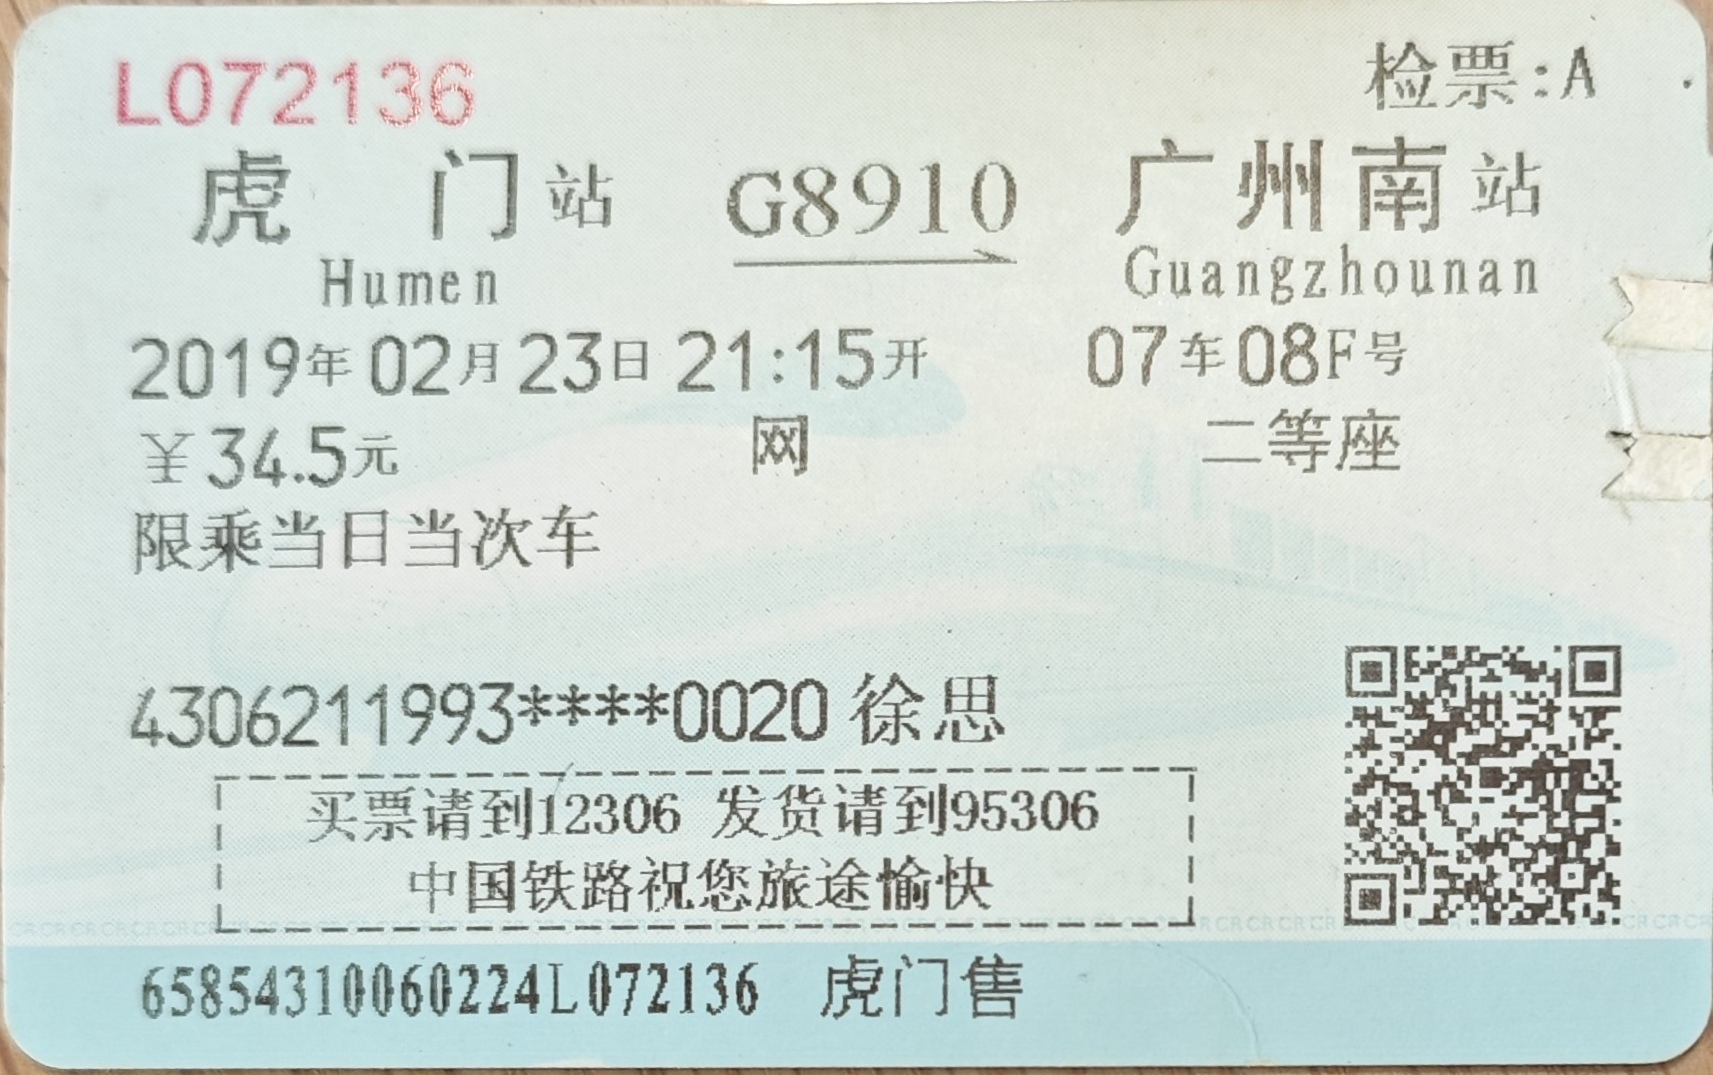 L072136 检票:A
虎门站 G8910 广州南站
Humen Guangzhounan
2019年02月23日21:15开 07车08F号
￥34.5元 网 二等座
限乘当日当次车
4306211993****0020徐思
买票请到12306 发货请到95306
中国铁路祝您旅途愉快
65854310060224L072136 虎门售